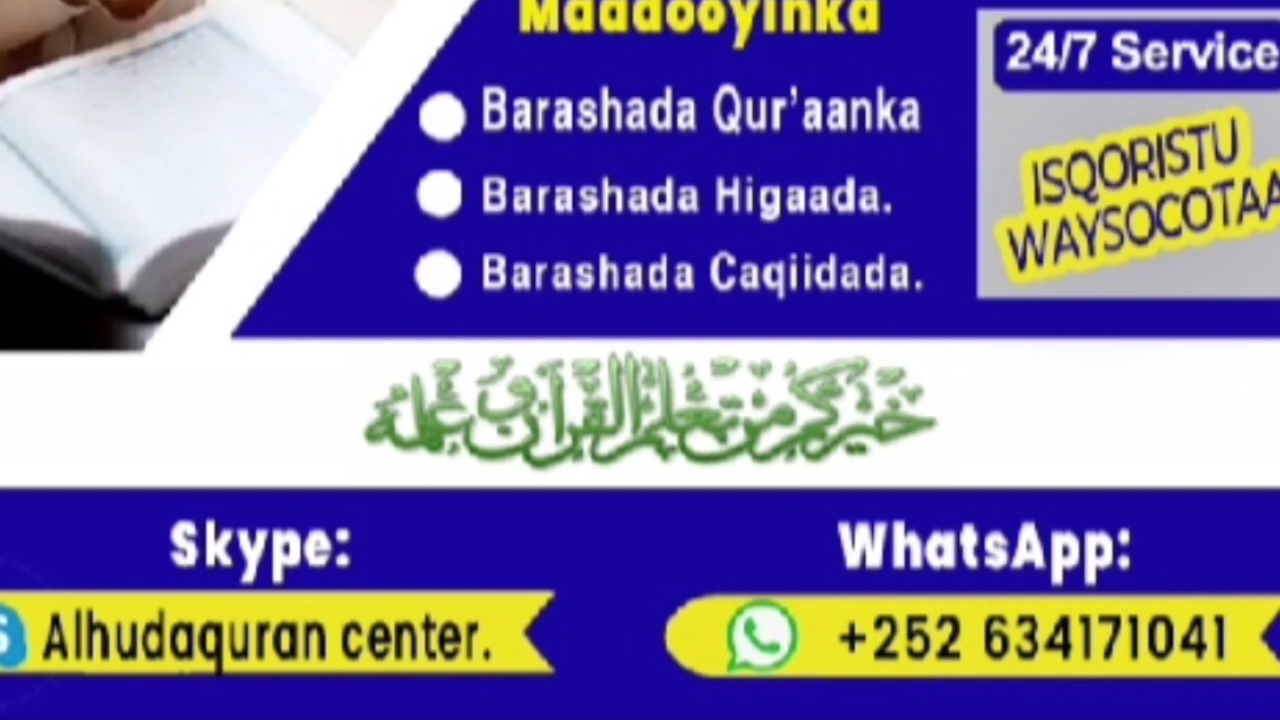 Maadooyinka
Barashada Qur'aanka
Barashada Higaada.
Barashada Caqiidada.
24/7 Service
ISQORISTU
WAYSOCOTAA
خيركم من تعلم القرآن وعلمه
Skype:
Alhudaquran center.
WhatsApp:
+252 634171041